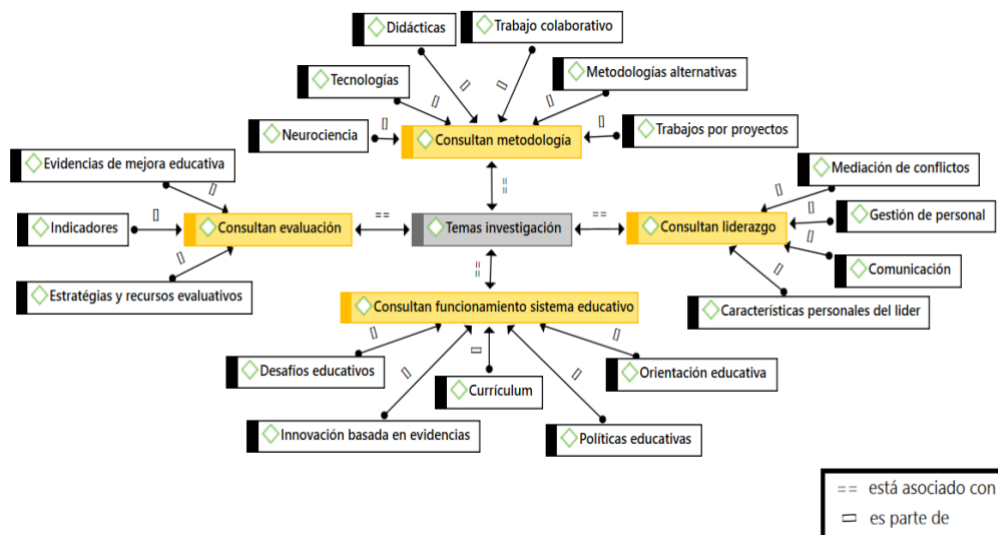 Didácticas
Trabajo colaborativo
Tecnologías
Metodologías alternativas
Neurociencia
Consultan metodología
Trabajos por proyectos
Evidencias de mejora educativa
Mediación de conflictos
==
Indicadores
Consultan evaluación
==
Temas investigación
==
Consultan liderazgo
Gestión de personal
Comunicación
==
Estratégias y recursos evaluativos
Consultan funcionamiento sistema educativo
Características personales del lider
Desafíos educativos
Currículum
Orientación educativa
Innovación basada en evidencias
Políticas educativas
== está asociado con
es parte de